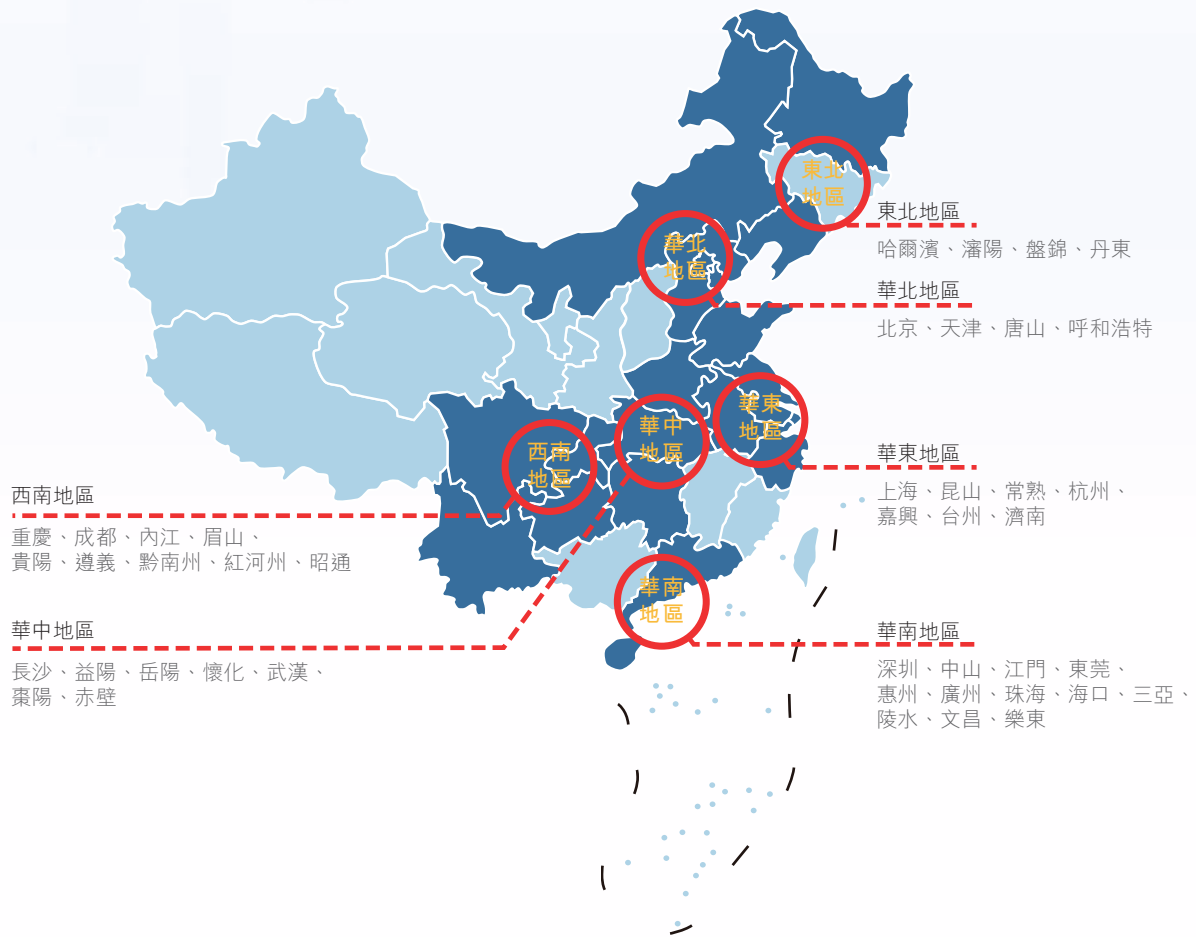 東北
地區
華北
地區
華東
地區
華中
地區
西南
地區
華南
地區
東北地區
哈爾濱、瀋陽、盤錦、丹東
華北地區
北京、天津、唐山、呼和浩特
華東地區
上海、昆山、常熟、杭州、
嘉興、台州、濟南
西南地區
重慶、成都、內江、眉山、
貴陽、遵義、黔南州、紅河州、昭通
華中地區
長沙、益陽、岳陽、懷化、武漢、
棗陽、赤壁
華南地區
深圳、中山、江門、東莞、
惠州、廣州、珠海、海口、三亞、
陵水、文昌、樂東